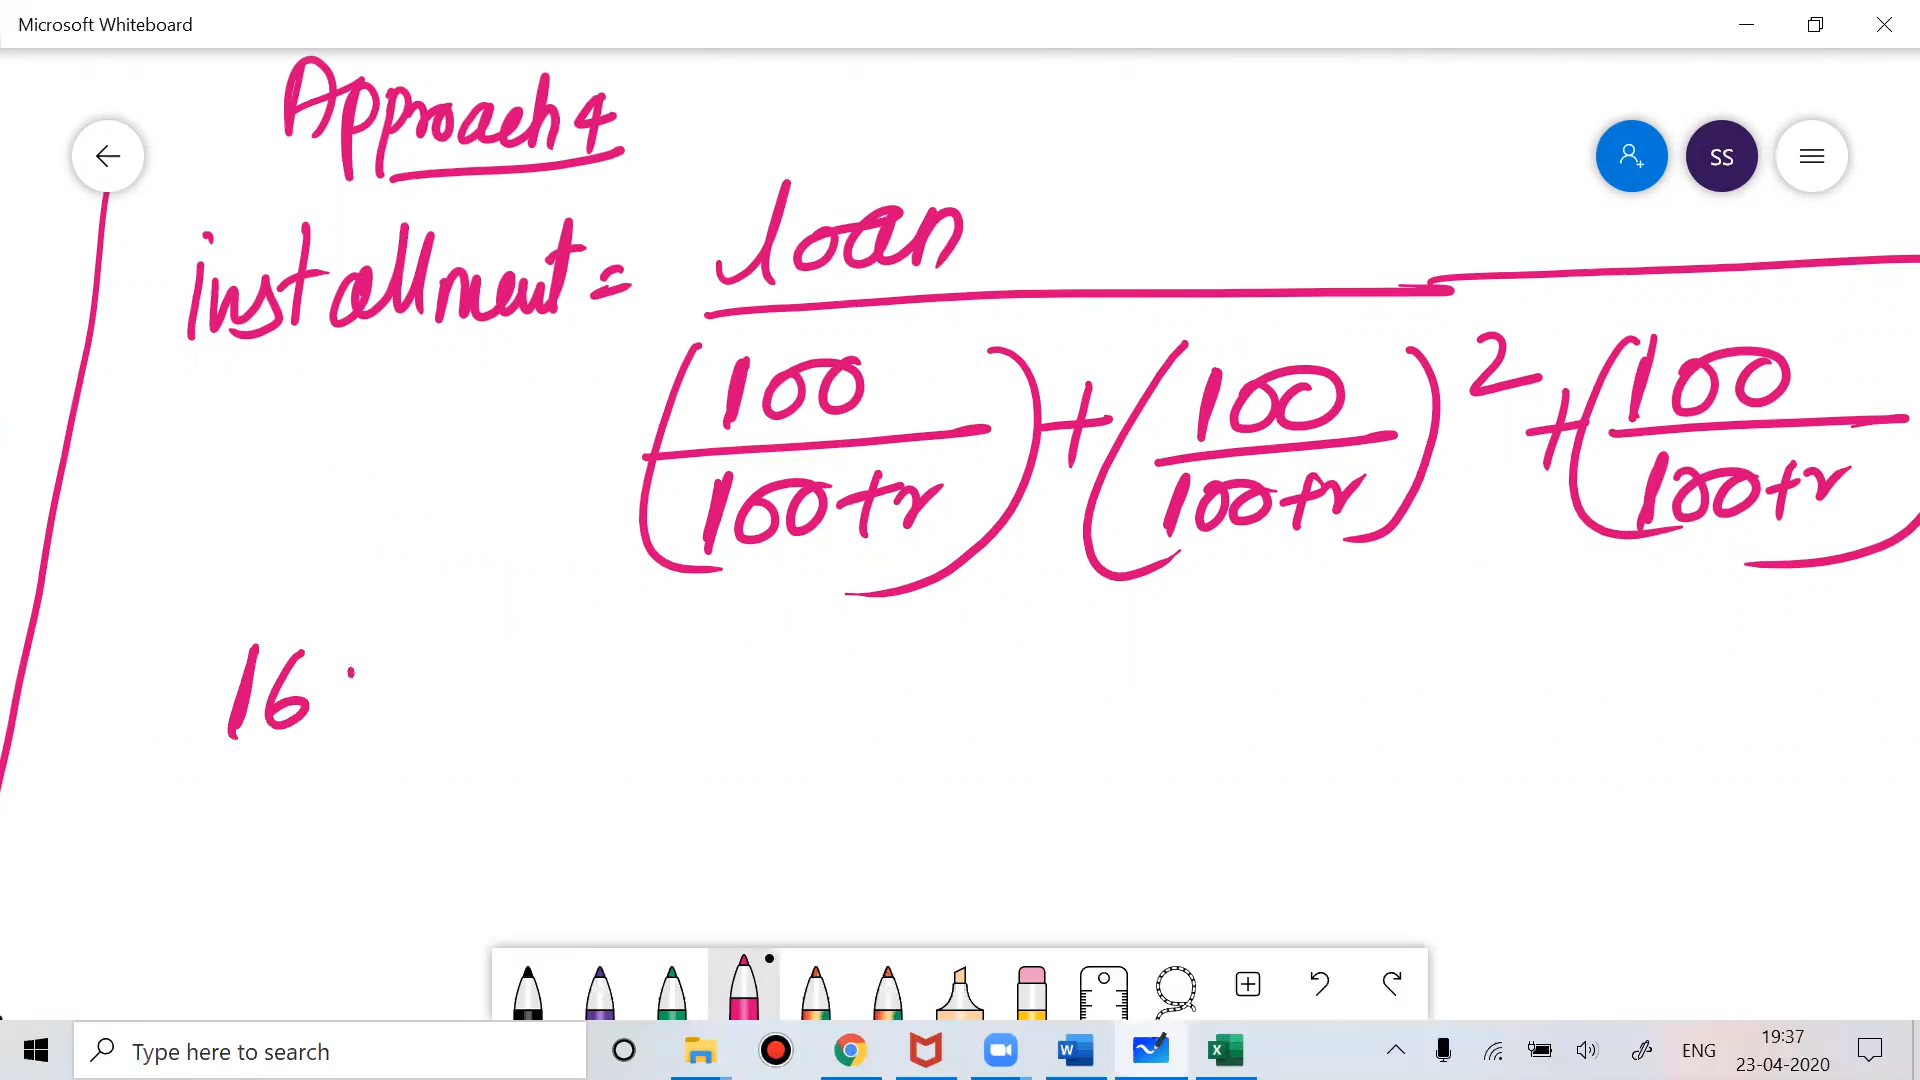 Microsoft Whiteboard
Approach 4
SS
installment = loan
(100 / 100+r) + (100 / 100+r)² + (100 / 100+r)
16 .
Type here to search
ENG
19:37
23-04-2020